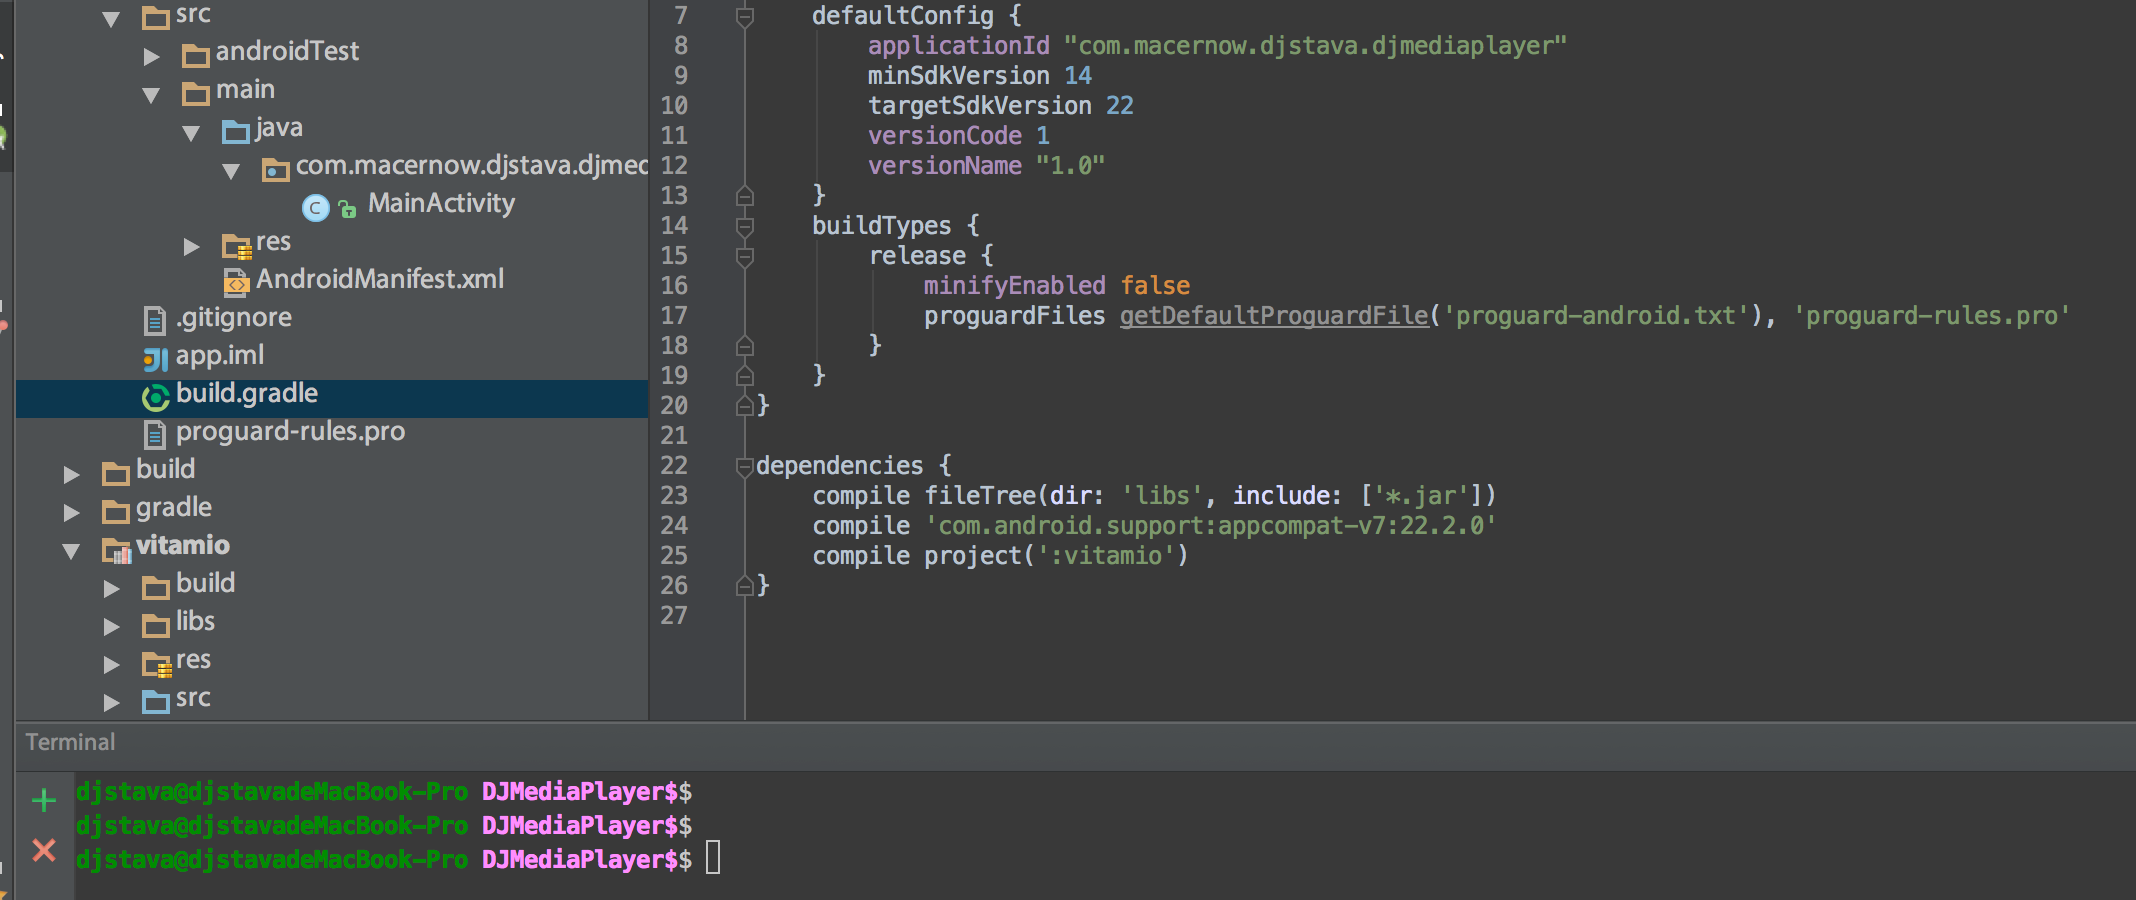 src
androidTest
main
java
com.macernow.djstava.djmed
MainActivity
res
AndroidManifest.xml
.gitignore
app.iml
build.gradle
proguard-rules.pro
build
gradle
vitamio
build
libs
res
src
7 defaultConfig {
8 applicationId "com.macernow.djstava.djmediaplayer"
9 minSdkVersion 14
10 targetSdkVersion 22
11 versionCode 1
12 versionName "1.0"
13 }
14 buildTypes {
15 release {
16 minifyEnabled false
17 proguardFiles getDefaultProguardFile('proguard-android.txt'), 'proguard-rules.pro'
18 }
19 }
20 }
21
22 dependencies {
23 compile fileTree(dir: 'libs', include: ['*.jar'])
24 compile 'com.android.support:appcompat-v7:22.2.0'
25 compile project(':vitamio')
26 }
27
Terminal
djstava@djstavadeMacBook-Pro DJMediaPlayer$$
djstava@djstavadeMacBook-Pro DJMediaPlayer$$
djstava@djstavadeMacBook-Pro DJMediaPlayer$$